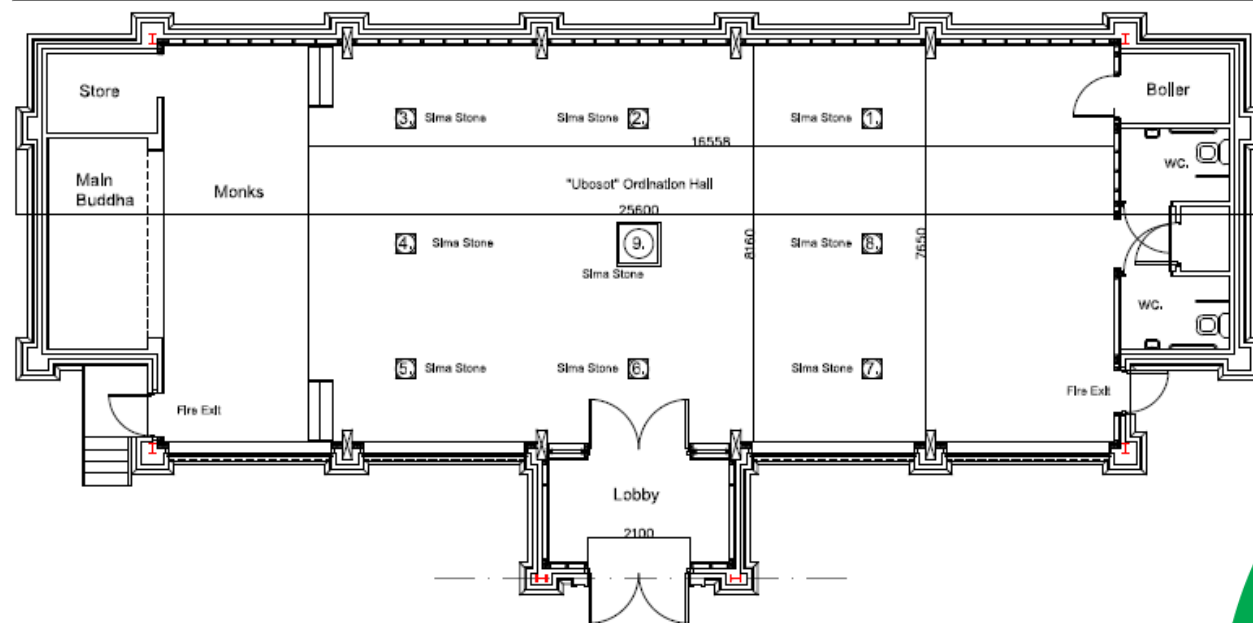 Store
Boiler
3. Sima Stone
Sima Stone 2.
Sima Stone 1.
16558
WC.
Main
Buddha
Monks
"Ubosot" Ordination Hall
25600
4. Sima Stone
9.
8160
Sima Stone 8.
7650
Sima Stone
WC.
5. Sima Stone
Sima Stone 6.
Sima Stone 7.
Fire Exit
Fire Exit
Lobby
2100